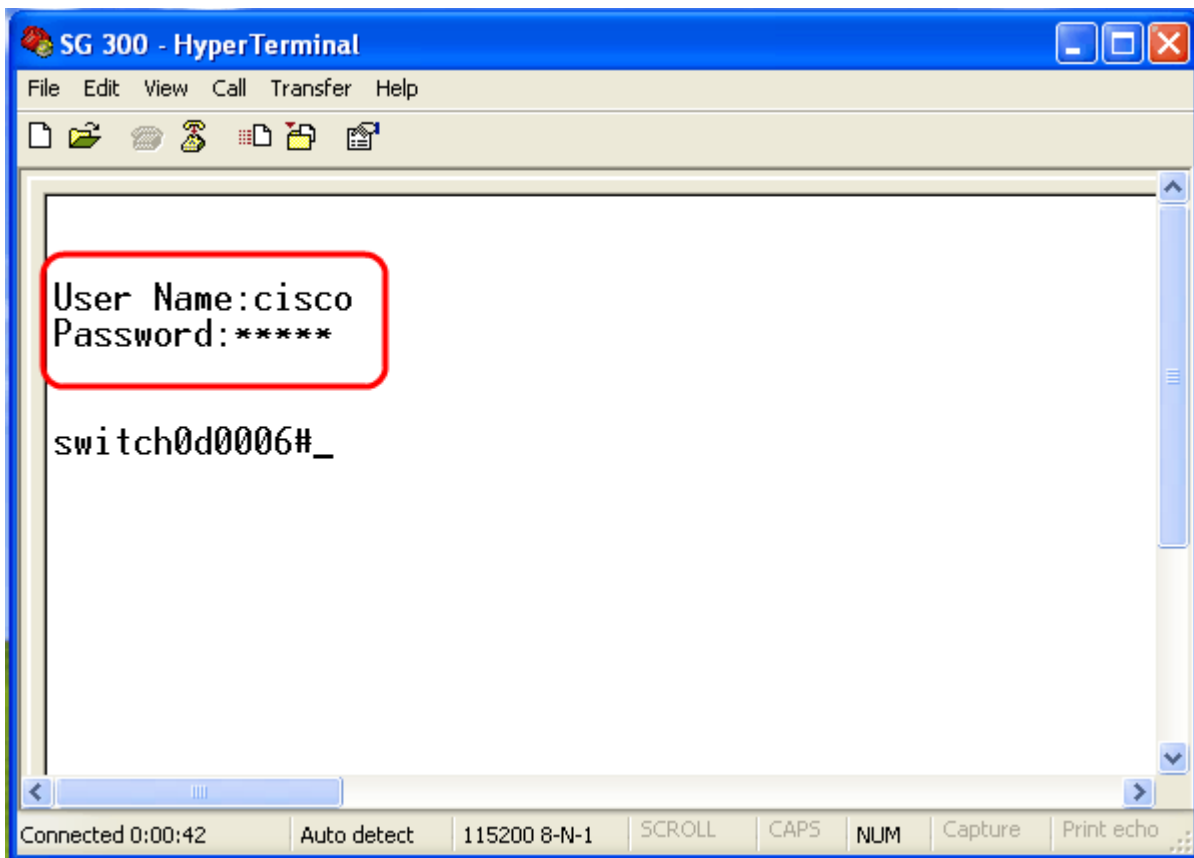 SG 300 - HyperTerminal
File Edit View Call Transfer Help
User Name:cisco
Password:*****
switch0d0006#_
Connected 0:00:42 Auto detect 115200 8-N-1 SCROLL CAPS NUM Capture Print echo